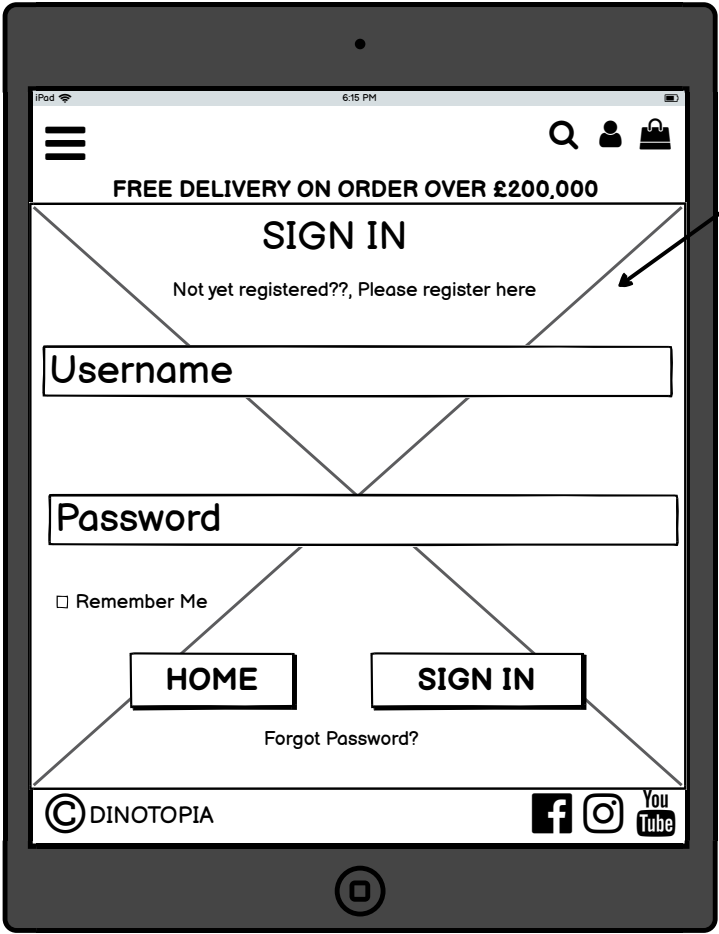 iPad 6:15 PM
FREE DELIVERY ON ORDER OVER £200,000
SIGN IN
Not yet registered??, Please register here
Username
Password
Remember Me
HOME SIGN IN
Forgot Password?
© DINOTOPIA
You
Tube